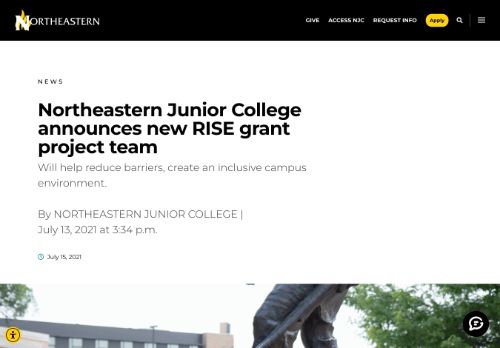 NORTHEASTERN
GIVE ACCESS NJC REQUEST INFO Apply
NEWS
Northeastern Junior College
announces new RISE grant
project team
Will help reduce barriers, create an inclusive campus
environment.
By NORTHEASTERN JUNIOR COLLEGE |
July 13, 2021 at 3:34 p.m.
July 15, 2021